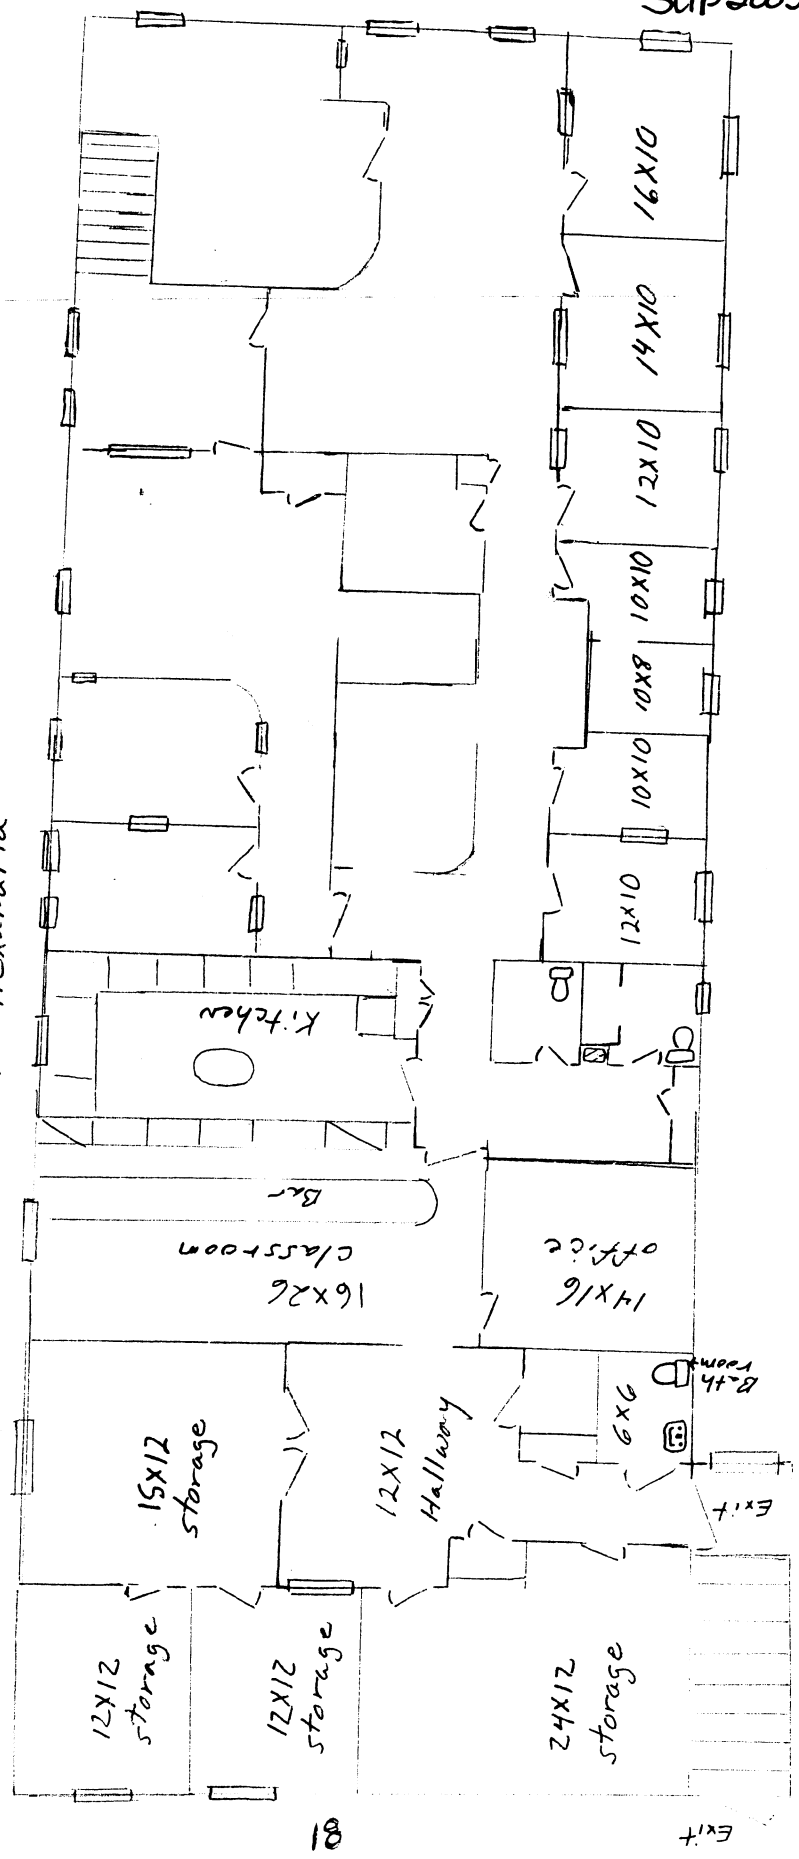 16X10
14X10
12X10
10X10
10X8
10X10
12X10
Kitchen
Bar
classroom
16X26
office
14X16
Bath
room
6X6
15X12
storage
12X12
Hallway
Exit
12X12
storage
12X12
storage
24X12
storage
18
Exit